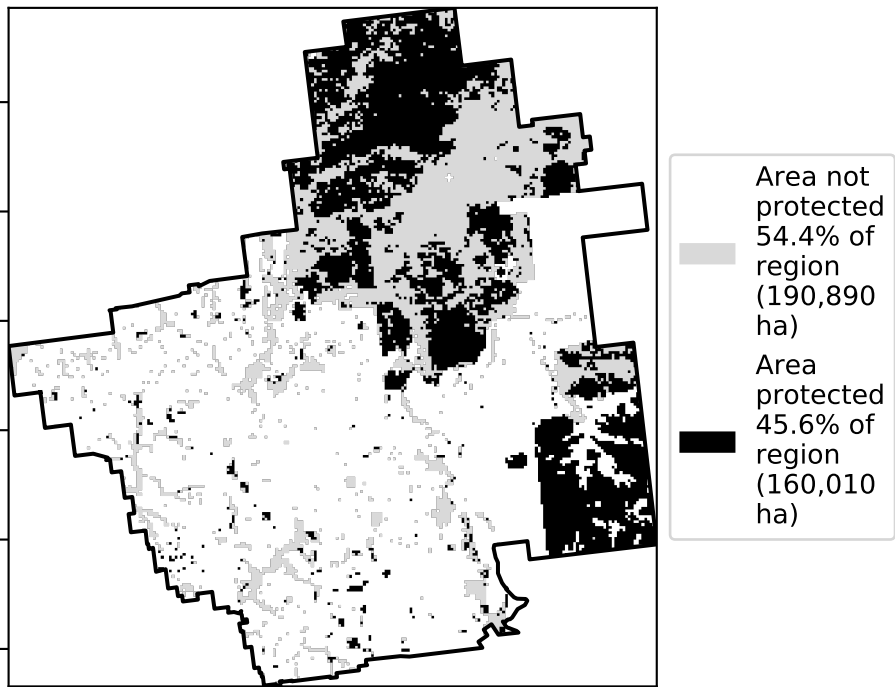 Area not
protected
54.4% of
region
(190,890
ha)
Area
protected
45.6% of
region
(160,010
ha)